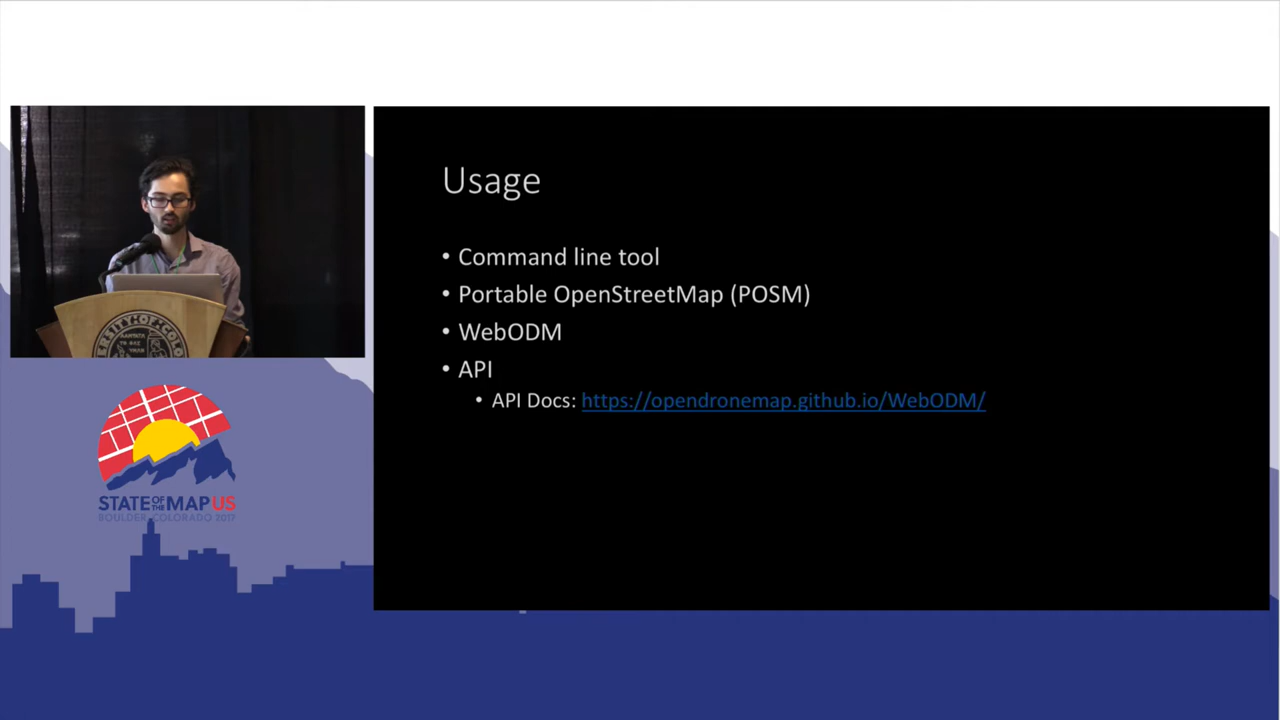 Usage
• Command line tool
• Portable OpenStreetMap (POSM)
• WebODM
• API
• API Docs: https://opendronemap.github.io/WebODM/
STATE OF THE MAP US
BOULDER, COLORADO 2017